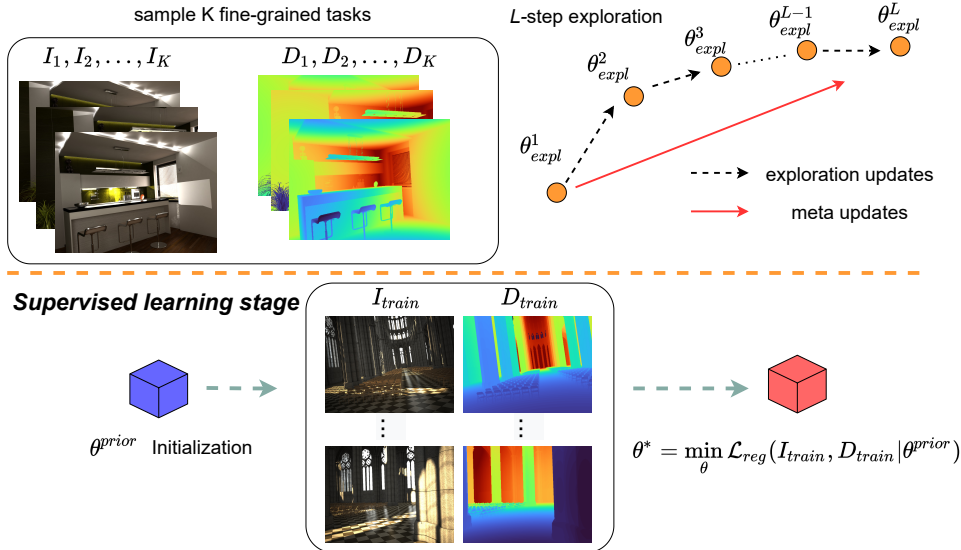 sample K fine-grained tasks
I_1, I_2, . . . , I_K
D_1, D_2, . . . , D_K
L-step exploration
θ^1_{expl}
θ^2_{expl}
θ^3_{expl}
θ^{L-1}_{expl}
θ^L_{expl}
exploration updates
meta updates
Supervised learning stage
I_{train}
D_{train}
θ^{prior} Initialization
θ^* = min_θ 𝓛_{reg}(I_{train}, D_{train}|θ^{prior})